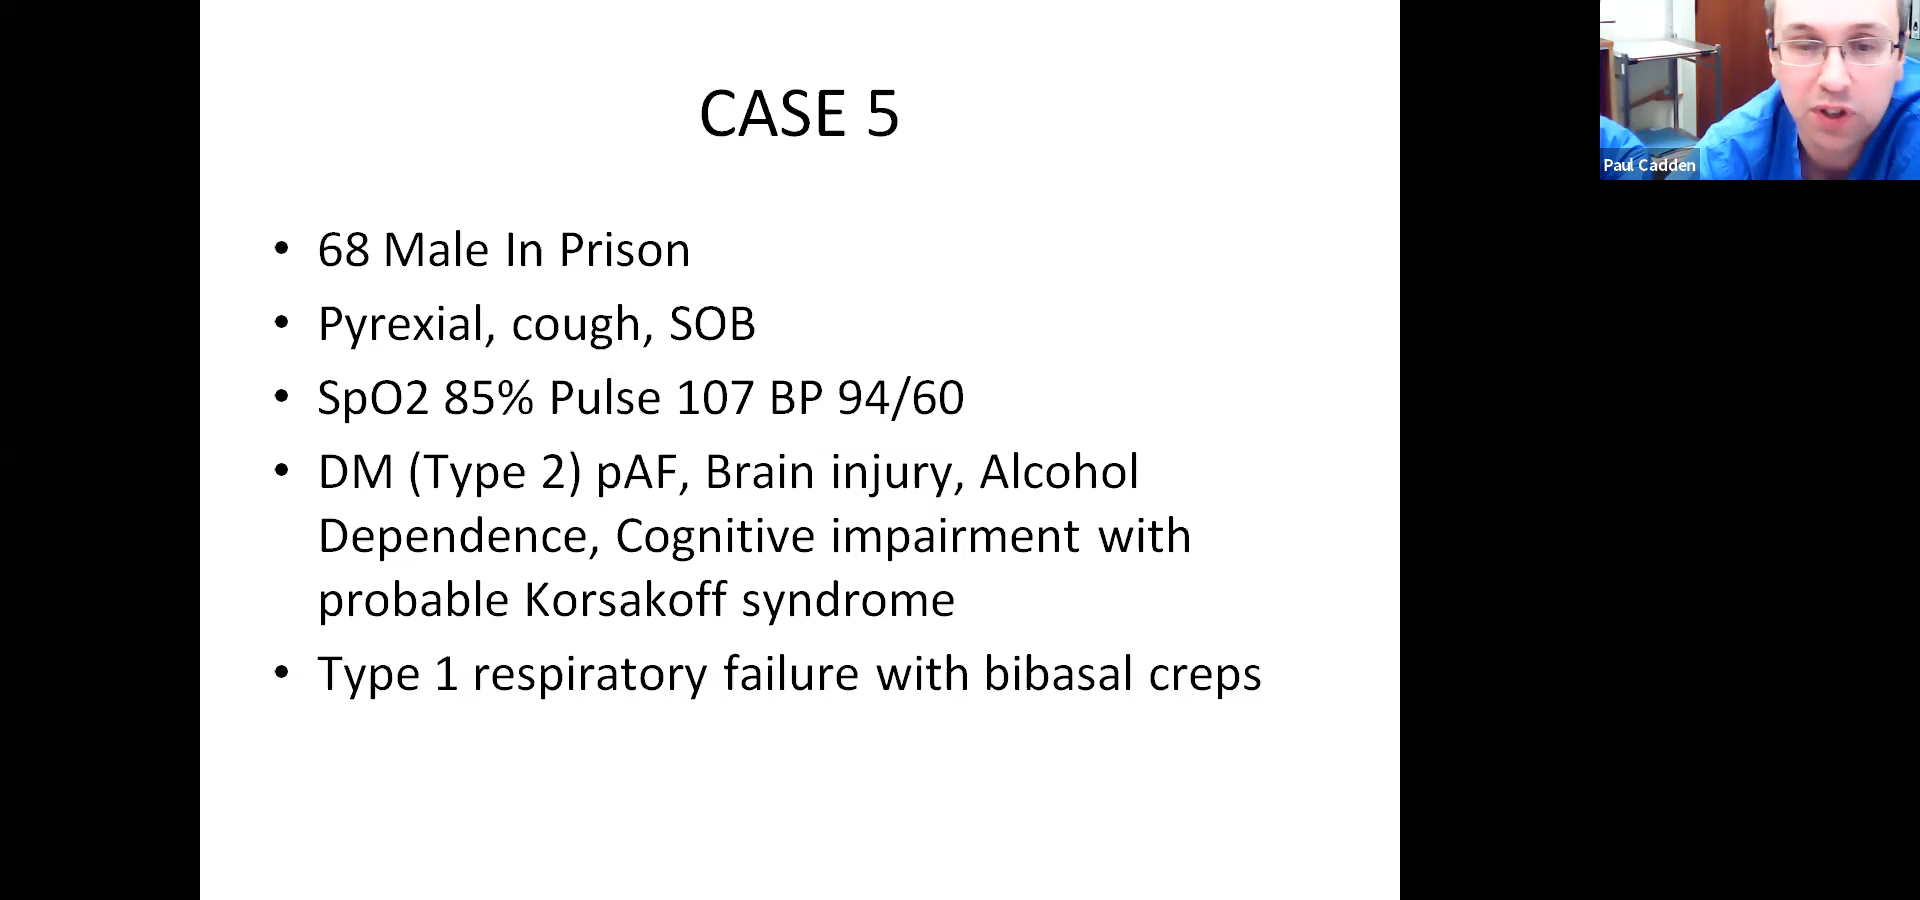 CASE 5
Paul Cadden
• 68 Male In Prison
• Pyrexial, cough, SOB
• SpO2 85% Pulse 107 BP 94/60
• DM (Type 2) pAF, Brain injury, Alcohol
Dependence, Cognitive impairment with
probable Korsakoff syndrome
• Type 1 respiratory failure with bibasal creps